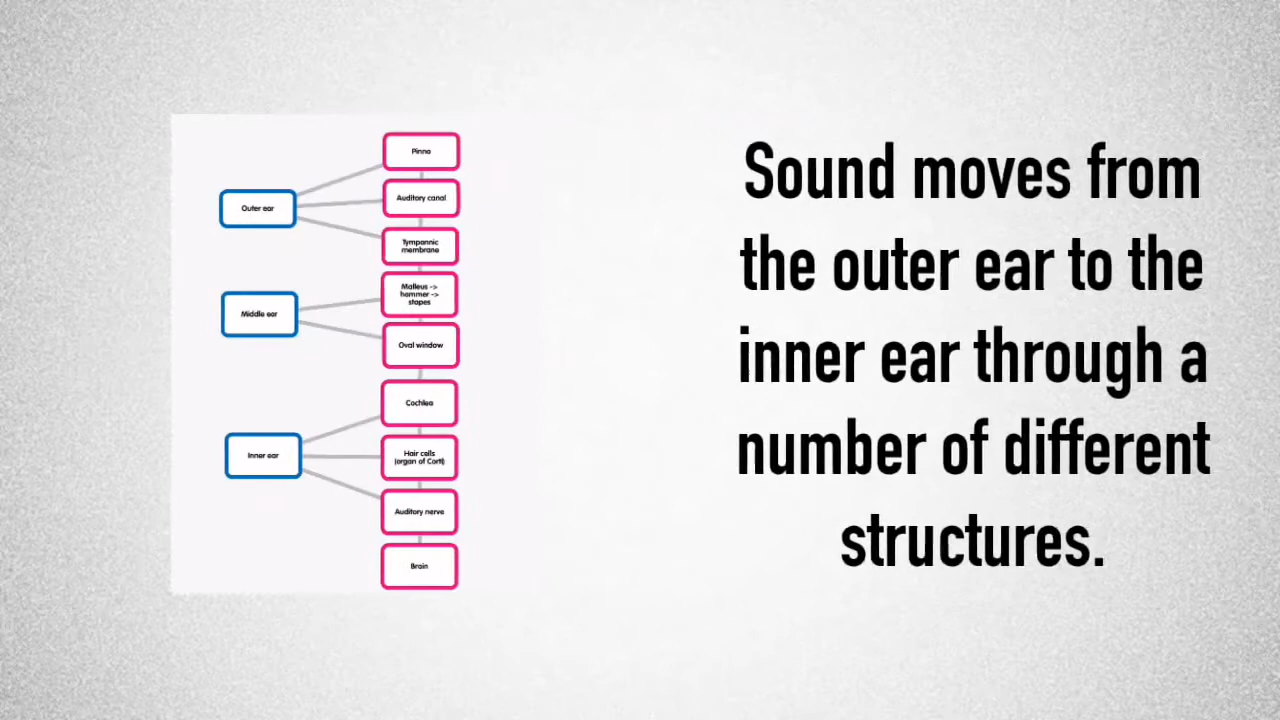 Pinna
Auditory canal
Outer ear
Tympannic
membrane
Malleus ->
hammer ->
stapes
Middle ear
Oval window
Cochlea
Hair cells
(organ of Corti)
Inner ear
Auditory nerve
Brain
Sound moves from
the outer ear to the
inner ear through a
number of different
structures.